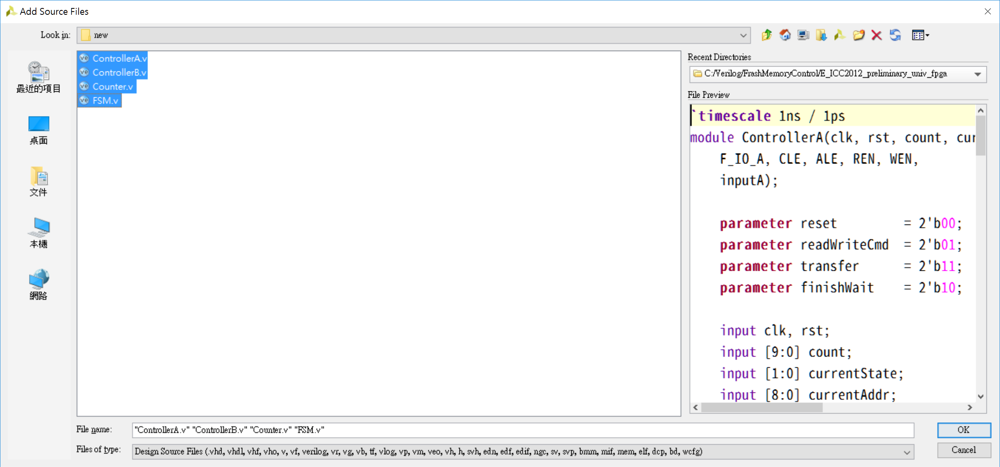 Add Source Files
Look in: new
最近的項目
桌面
文件
本機
網路
ControllerA.v
ControllerB.v
Counter.v
FSM.v
Recent Directories
C:/Verilog/FrashMemoryControl/E_ICC2012_preliminary_univ_fpga
File Preview
`timescale 1ns / 1ps
module ControllerA(clk, rst, count, cur
F_IO_A, CLE, ALE, REN, WEN,
inputA);
parameter reset = 2'b00;
parameter readWriteCmd = 2'b01;
parameter transfer = 2'b11;
parameter finishWait = 2'b10;
input clk, rst;
input [9:0] count;
input [1:0] currentState;
input [8:0] currentAddr;
File name: "ControllerA.v" "ControllerB.v" "Counter.v" "FSM.v"
OK
Files of type: Design Source Files (.vhd, vhdl, vhf, vho, v, vf, verilog, vr, vg, vb, tf, vlog, vp, vm, veo, vh, h, svh, edn, edf, edif, ngc, sv, svp, bmm, mif, mem, elf, dcp, bd, wcfg)
Cancel